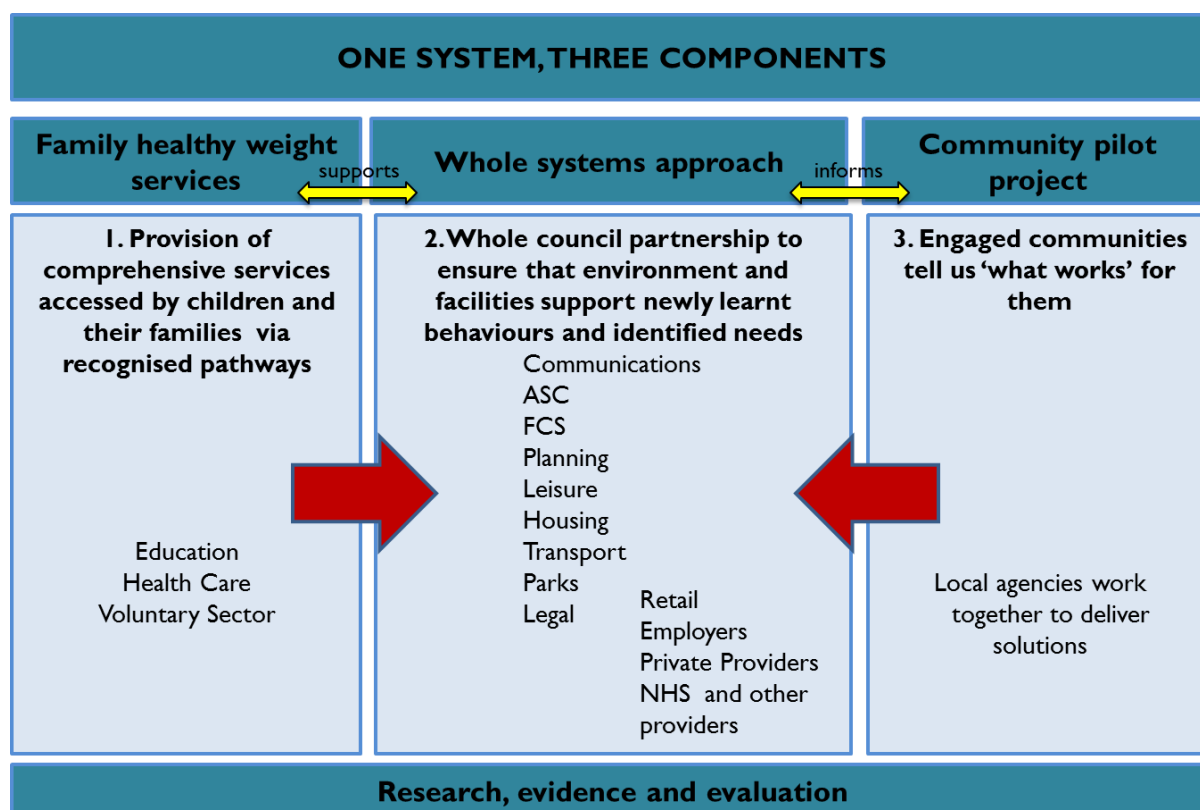 ONE SYSTEM, THREE COMPONENTS
Family healthy weight
services
supports
Whole systems approach
informs
Community pilot
project
1. Provision of
comprehensive services
accessed by children and
their families via
recognised pathways
Education
Health Care
Voluntary Sector
2. Whole council partnership to
ensure that environment and
facilities support newly learnt
behaviours and identified needs
Communications
ASC
FCS
Planning
Leisure
Housing
Transport
Parks
Legal
Retail
Employers
Private Providers
NHS and other
providers
3. Engaged communities
tell us ‘what works’ for
them
Local agencies work
together to deliver
solutions
Research, evidence and evaluation